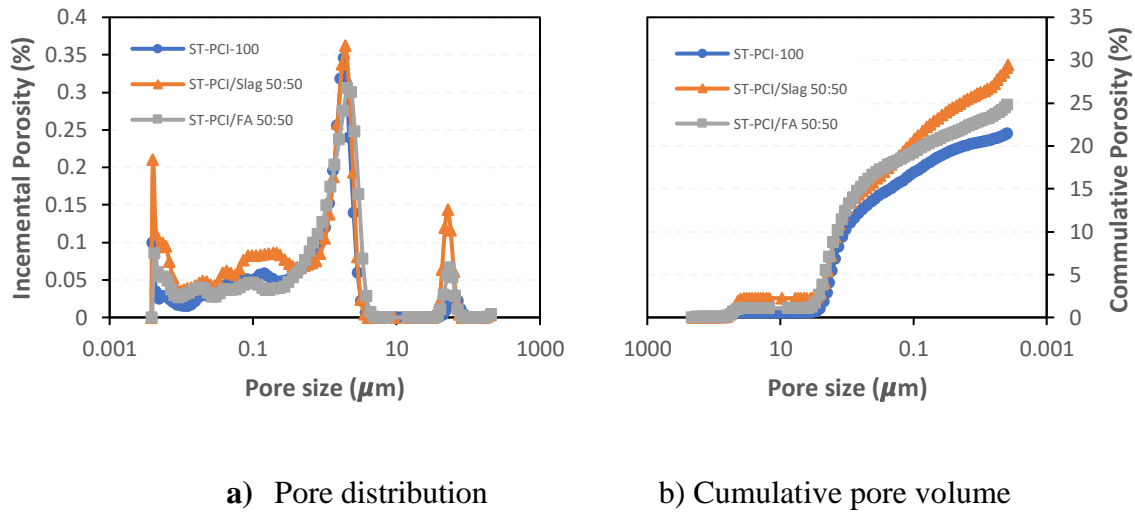 0.4
0.35
0.3
0.25
0.2
0.15
0.1
0.05
0
Incemental Porosity (%)
ST-PCI-100
ST-PCI/Slag 50:50
ST-PCI/FA 50:50
0.001
0.1
10
1000
Pore size (μm)
35
30
25
20
15
10
5
0
Commulative Porosity (%)
ST-PCI-100
ST-PCI/Slag 50:50
ST-PCI/FA 50:50
1000
10
0.1
0.001
Pore size (μm)
a) Pore distribution
b) Cumulative pore volume